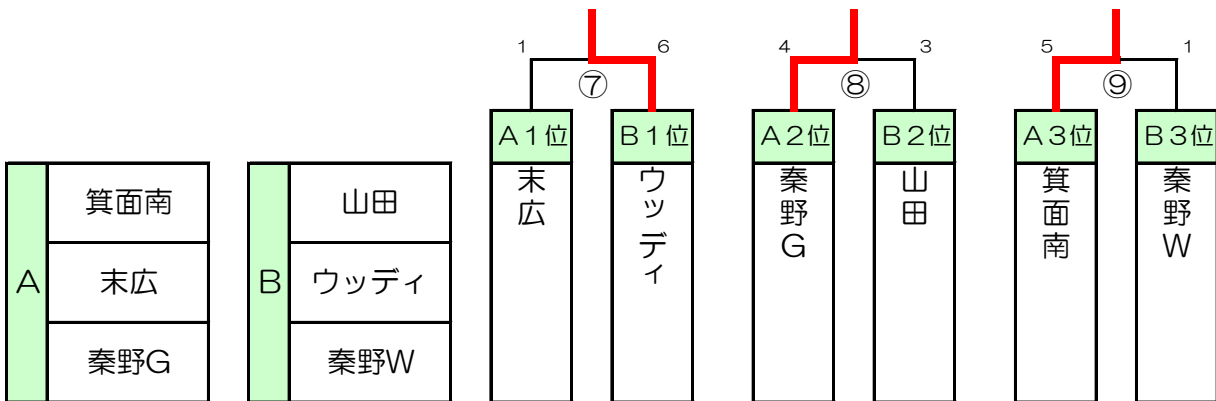 1 6 4 3 5 1
⑦ ⑧ ⑨
A1位 B1位 A2位 B2位 A3位 B3位
末広
ウッディ
秦野G
山田
箕面南
秦野W
A
箕面南
末広
秦野G
B
山田
ウッディ
秦野W